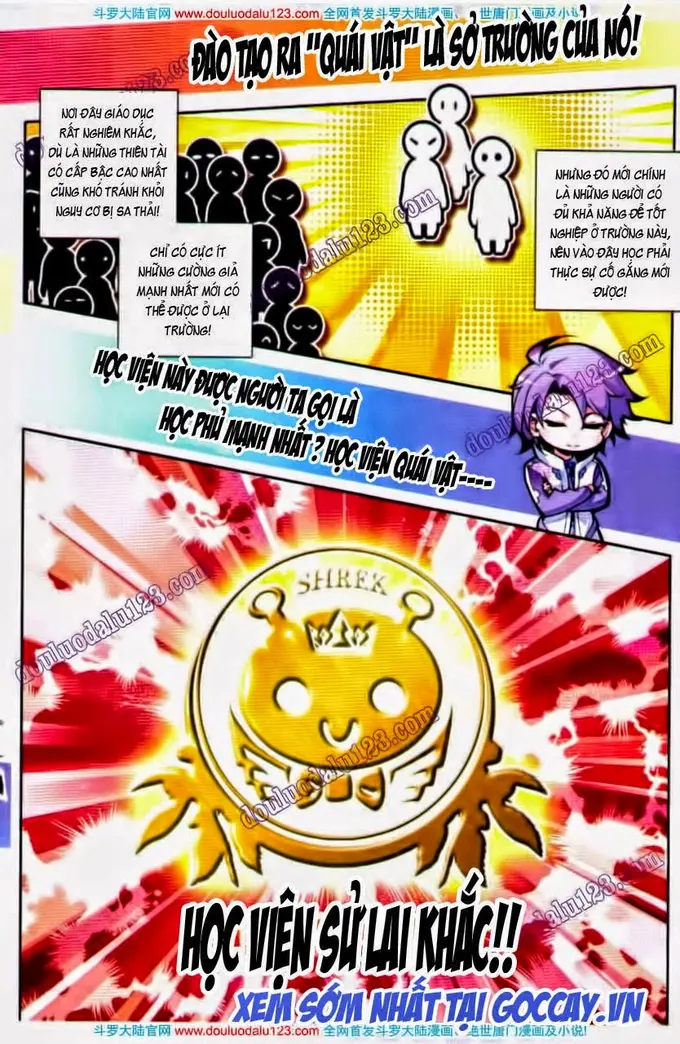 斗罗大陆官网 www.douluodalu123.com 全网首发斗罗大陆漫画、绝世唐门漫画及小说!
ĐÀO TẠO RA "QUÁI VẬT" LÀ SỞ TRƯỜNG CỦA NÓ!
NƠI ĐÂY GIÁO DỤC
RẤT NGHIÊM KHẮC,
DÙ LÀ NHỮNG THIÊN TÀI
CÓ CẤP BẬC CAO NHẤT
CŨNG KHÓ TRÁNH KHỎI
NGUY CƠ BỊ SA THẢI!
CHỈ CÓ CỰC ÍT
NHỮNG CƯỜNG GIẢ
MẠNH NHẤT MỚI CÓ
THỂ ĐƯỢC Ở LẠI
TRƯỜNG!
NHƯNG ĐÓ MỚI CHÍNH
LÀ NHỮNG NGƯỜI CÓ
ĐỦ KHẢ NĂNG ĐỂ TỐT
NGHIỆP Ở TRƯỜNG NÀY,
NÊN VÀO ĐÂY HỌC PHẢI
THỰC SỰ CỐ GẮNG MỚI
ĐƯỢC!
HỌC VIỆN NÀY ĐƯỢC NGƯỜI TA GỌI LÀ
HỌC PHỦ MẠNH NHẤT ? HỌC VIỆN QUÁI VẬT----
SHREK
douluodalu123.com
douluodalu123.com
douluodalu123.com
HỌC VIỆN SỬ LAI KHẮC!!
XEM SỚM NHẤT TẠI GOCCAY.VN
斗罗大陆官网 www.douluodalu123.com 全网首发斗罗大陆漫画、绝世唐门漫画及小说!